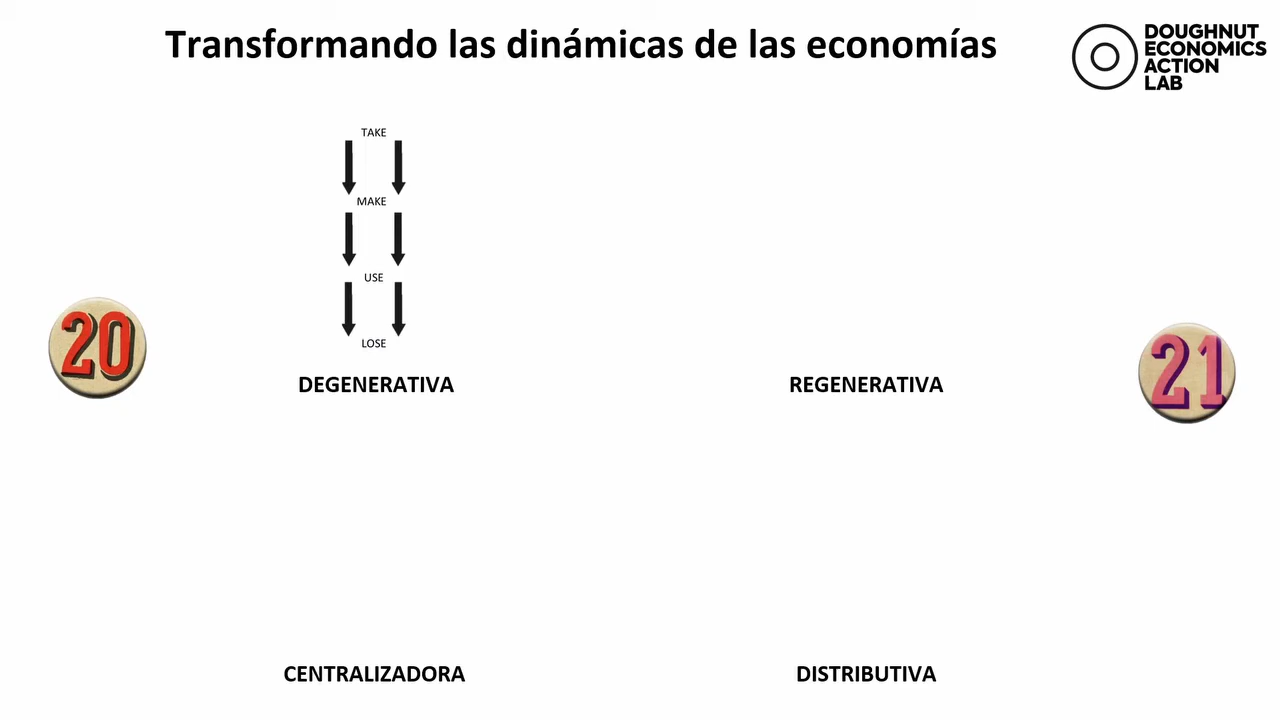 Transformando las dinámicas de las economías
DOUGHNUT
ECONOMICS
ACTION
LAB
TAKE
MAKE
USE
LOSE
20
21
DEGENERATIVA
REGENERATIVA
CENTRALIZADORA
DISTRIBUTIVA